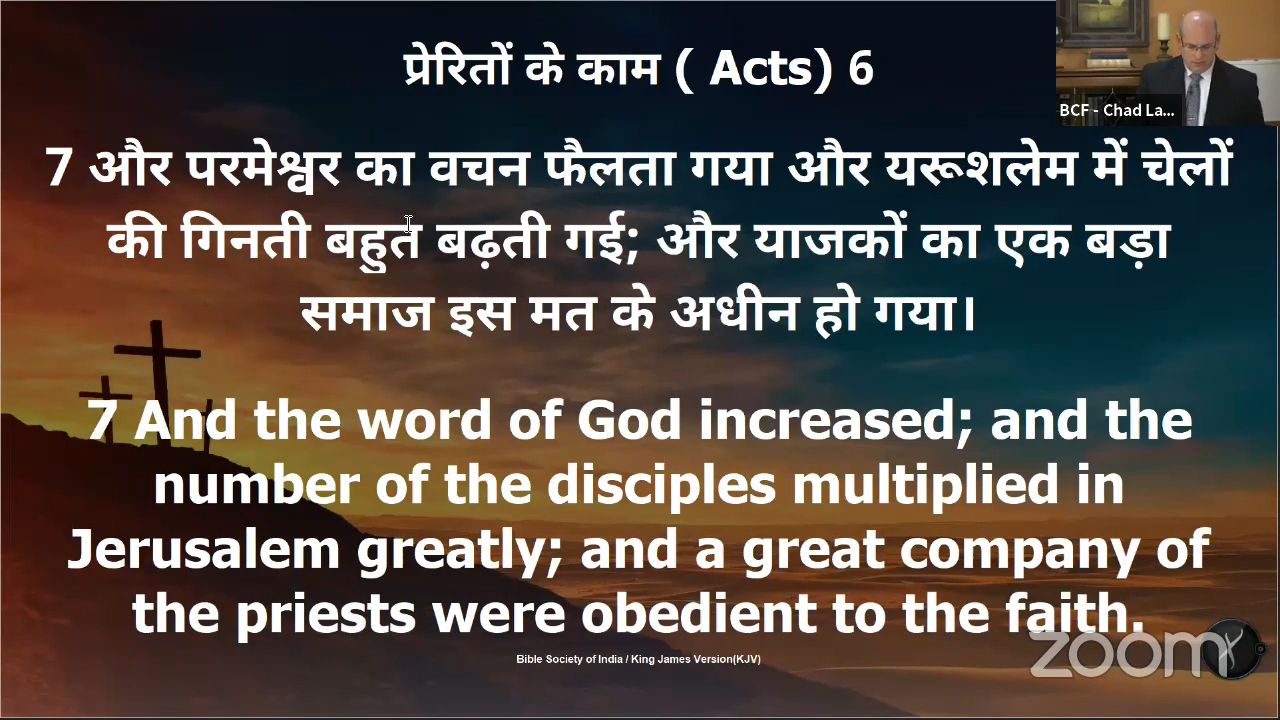 प्रेरितों के काम ( Acts) 6
BCF - Chad La...
7 और परमेश्वर का वचन फैलता गया और यरूशलेम में चेलों
की गिनती बहुत बढ़ती गई; और याजकों का एक बड़ा
समाज इस मत के अधीन हो गया।
7 And the word of God increased; and the
number of the disciples multiplied in
Jerusalem greatly; and a great company of
the priests were obedient to the faith.
Bible Society of India / King James Version(KJV)
zoom